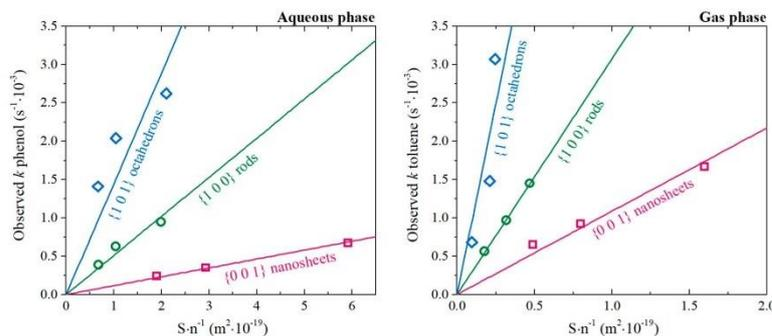 Aqueous phase
3.5
3.0
2.5
2.0
1.5
1.0
0.5
0.0
0
1
2
3
4
5
6
Observed k phenol (s⁻¹·10⁻³)
S·n⁻¹ (m²·10⁻¹⁹)
{1 0 1} octahedrons
{1 0 0} rods
{0 0 1} nanosheets
Gas phase
3.5
3.0
2.5
2.0
1.5
1.0
0.5
0.0
0.0
0.5
1.0
1.5
2.0
Observed k toluene (s⁻¹·10⁻³)
S·n⁻¹ (m²·10⁻¹⁹)
{1 0 1} octahedrons
{1 0 0} rods
{0 0 1} nanosheets